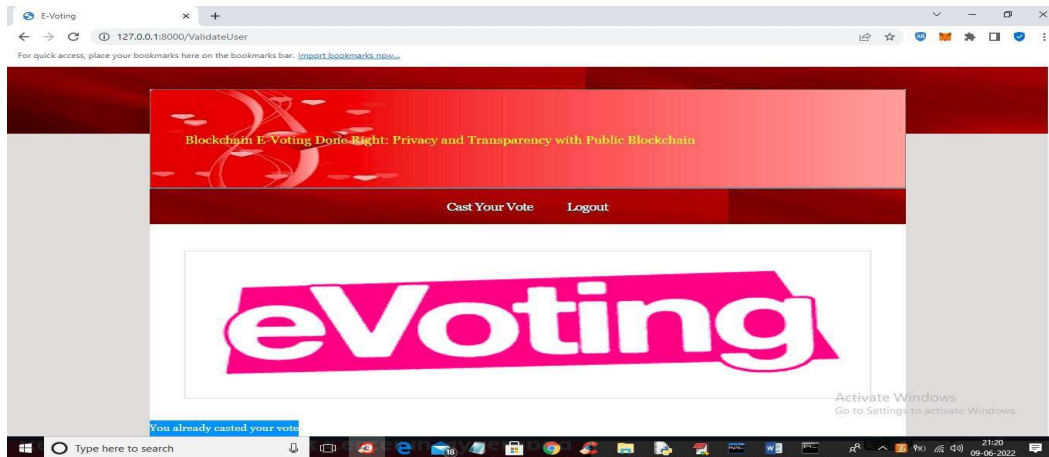 E-Voting
127.0.0.1:8000/ValidateUser
For quick access, place your bookmarks here on the bookmarks bar. Import bookmarks now...
Blockchain E-Voting Done Right: Privacy and Transparency with Public Blockchain
Cast Your Vote Logout
eVoting
Activate Windows
Go to Settings to activate Windows.
You already casted your vote
Type here to search
18
21:20
09-06-2022